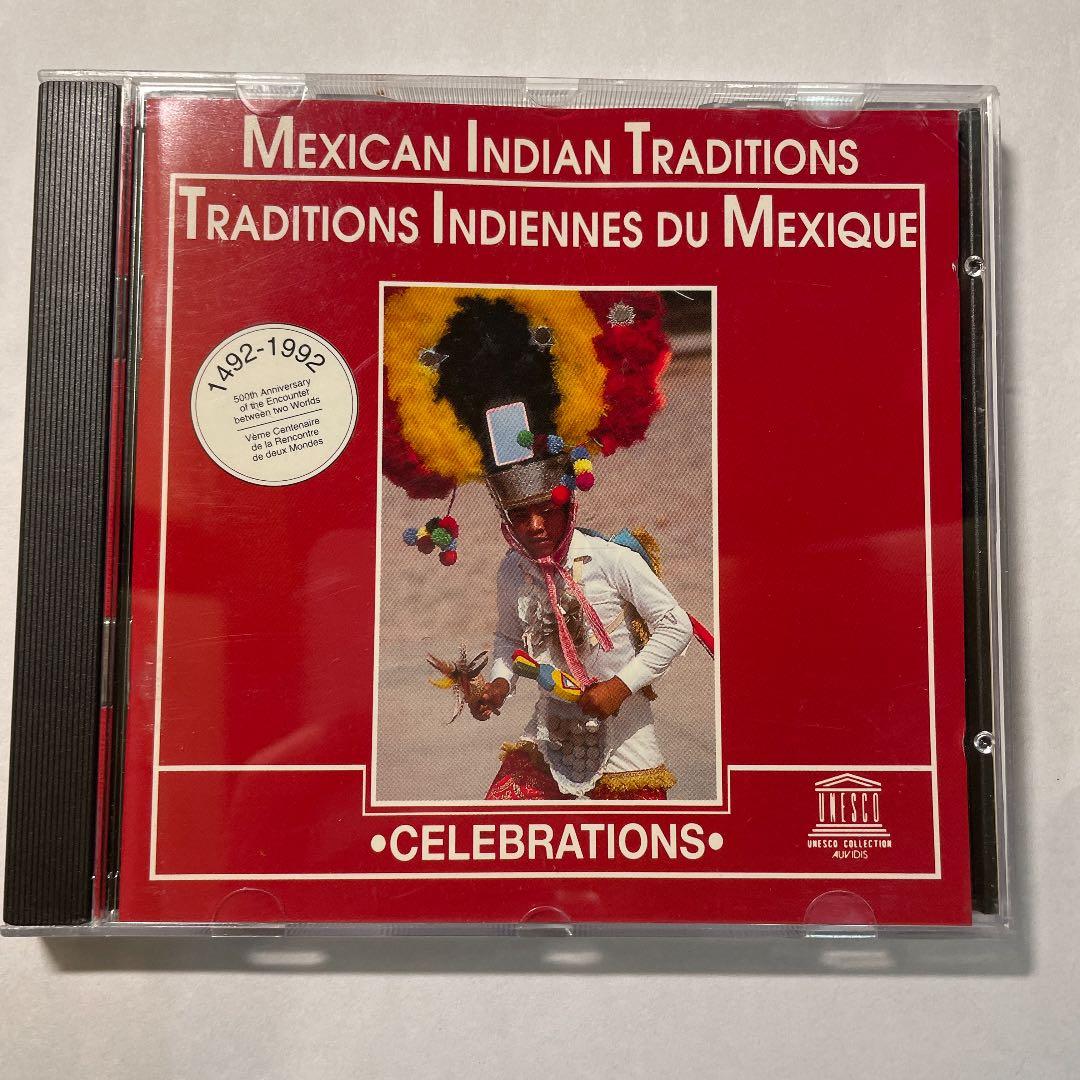 MEXICAN INDIAN TRADITIONS
TRADITIONS INDIENNES DU MEXIQUE
1492-1992
500th Anniversary
of the Encounter
between two Worlds
Vème Centenaire
de la Rencontre
de deux Mondes
•CELEBRATIONS•
UNESCO
UNESCO COLLECTION
AUVIDIS